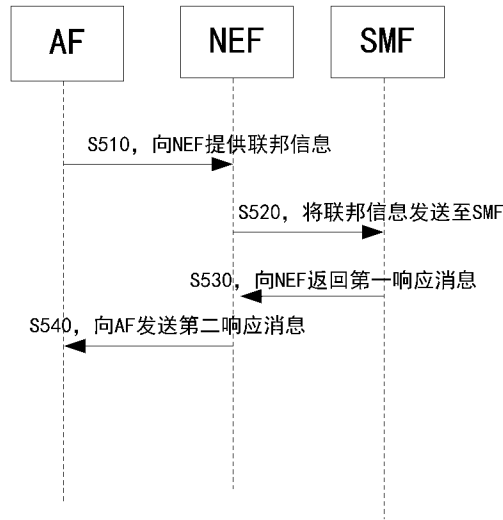 AF
NEF
SMF
S510，向NEF提供联邦信息
S520，将联邦信息发送至SMF
S530，向NEF返回第一响应消息
S540，向AF发送第二响应消息